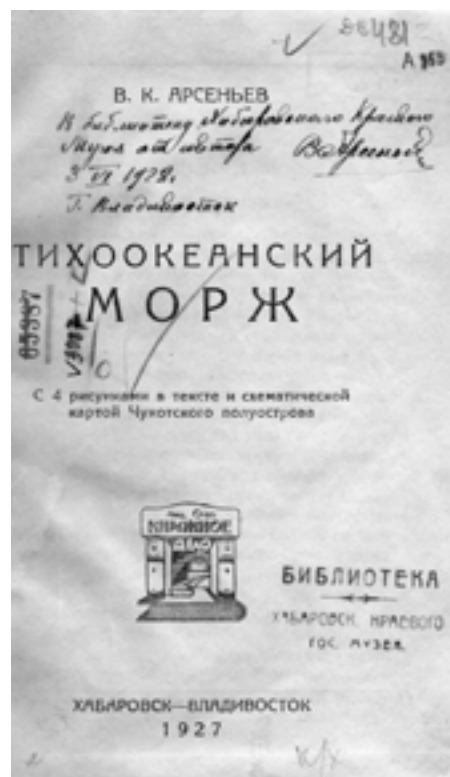 А
В. К. АРСЕНЬЕВ
В библиотеку Хабаровского Краевого
Музея от автора
3 VI 1928.
Г. Владивосток
ТИХООКЕАНСКИЙ
МОРЖ
С 4 рисунками в тексте и схематической
картой Чукотского полуострова
КНИЖНОЕ
ДЕЛО
БИБЛИОТЕКА
ХАБАРОВСК. КРАЕВОГО
ГОС. МУЗЕЯ
ХАБАРОВСК—ВЛАДИВОСТОК
1927